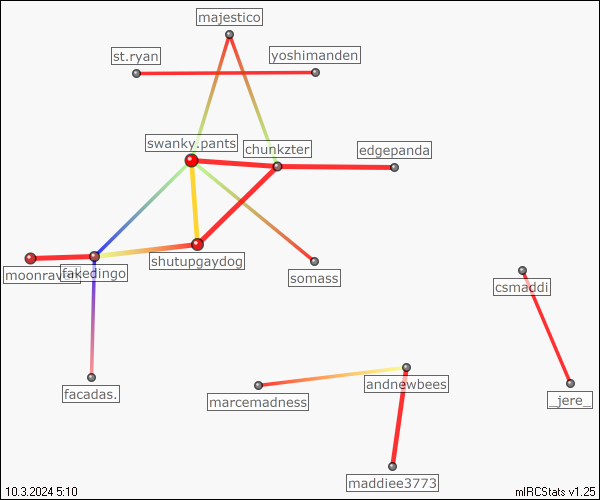 majestico
st.ryan
yoshimanden
swanky.pants
chunkzter
edgepanda
shutupgaydog
fakedingo
somass
csmaddi
facadas.
andnewbees
marcemadness
_jere_
maddiee3773
10.3.2024 5:10
mIRCStats v1.25